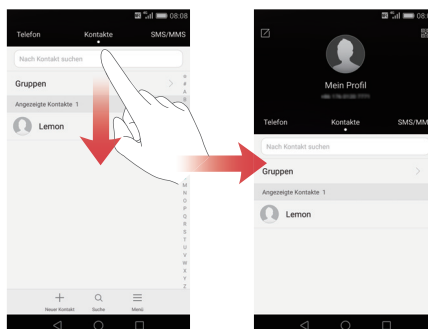 08:08
Telefon Kontakte SMS/MMS
Nach Kontakt suchen
Gruppen
Angezeigte Kontakte 1
Lemon
M
N
O
P
Q
R
S
T
U
V
W
X
Y
Z
Neuer Kontakt Suche Menü
Mein Profil
Telefon Kontakte SMS/MM
Nach Kontakt suchen
Gruppen
Angezeigte Kontakte 1
Lemon